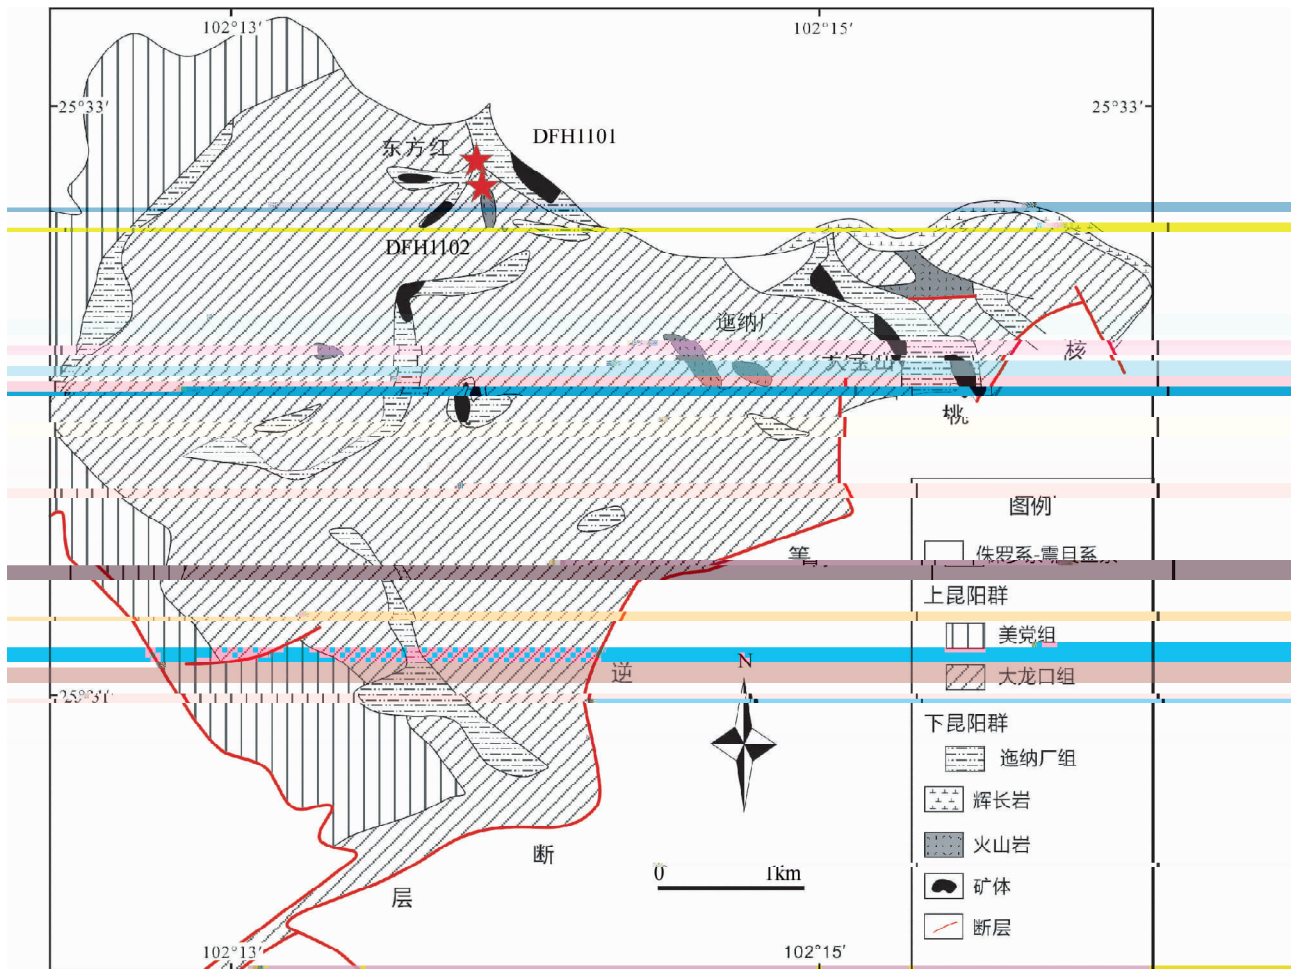 102°13′
102°15′
25°33′
25°33′
东方红
DFH1101
DFH1102
迤纳厂
大宝山
核
桃
箐
逆
断
层
N
0
1km
图例
侏罗系-震旦系
上昆阳群
美党组
大龙口组
下昆阳群
迤纳厂组
辉长岩
火山岩
矿体
断层
25°31′
102°13′
102°15′